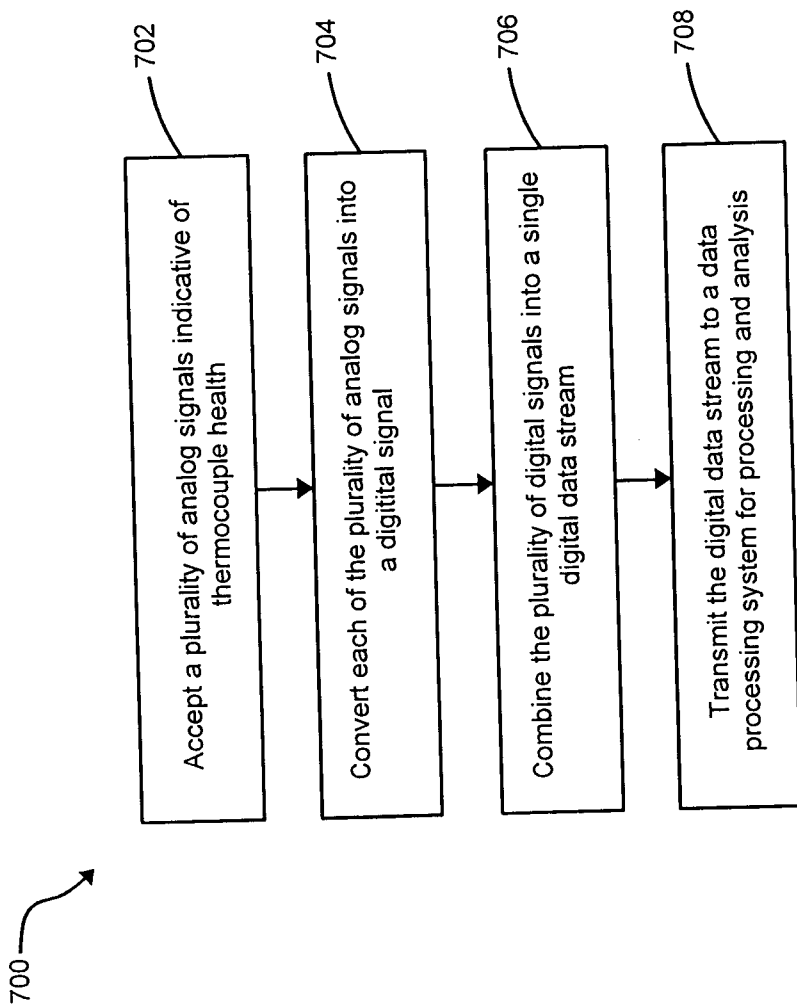 700
702
Accept a plurality of analog signals indicative of
thermocouple health
704
Convert each of the plurality of analog signals into
a digitital signal
706
Combine the plurality of digital signals into a single
digital data stream
708
Transmit the digital data stream to a data
processing system for processing and analysis